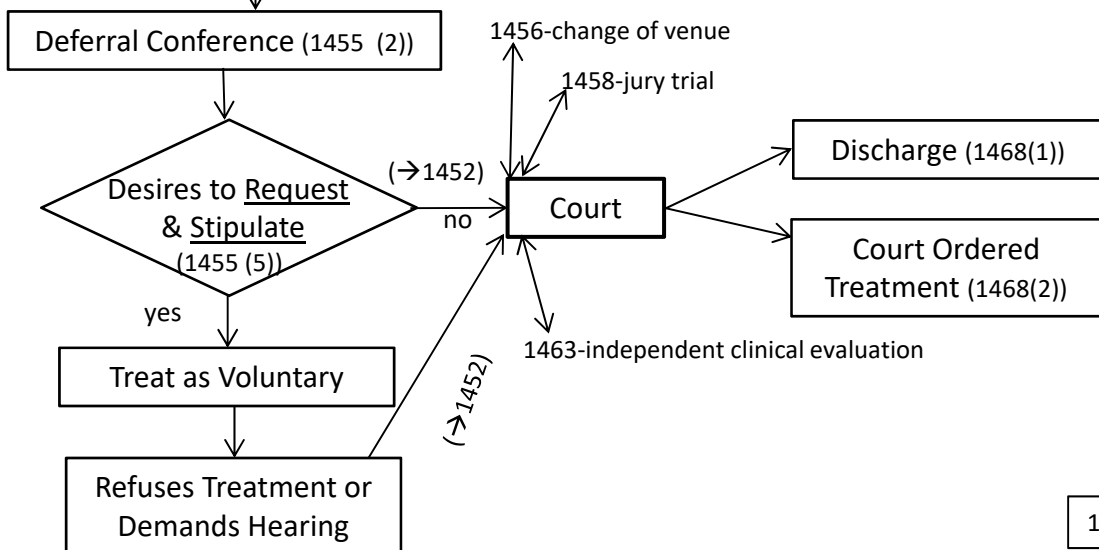 Deferral Conference (1455 (2))
1456-change of venue
1458-jury trial
Desires to Request
& Stipulate
(1455 (5))
(→1452)
no
Court
Discharge (1468(1))
Court Ordered
Treatment (1468(2))
1463-independent clinical evaluation
yes
Treat as Voluntary
(→1452)
Refuses Treatment or
Demands Hearing
1